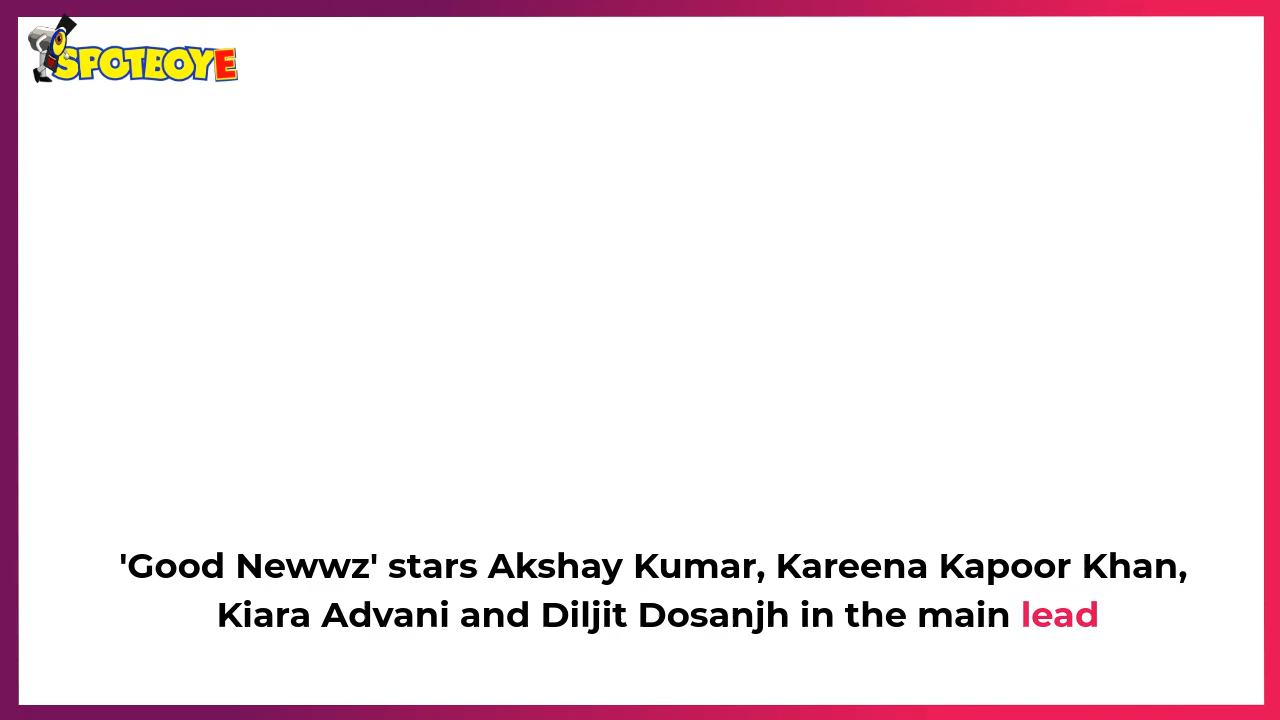 SPOTBOYE
'Good Newwz' stars Akshay Kumar, Kareena Kapoor Khan,
Kiara Advani and Diljit Dosanjh in the main lead